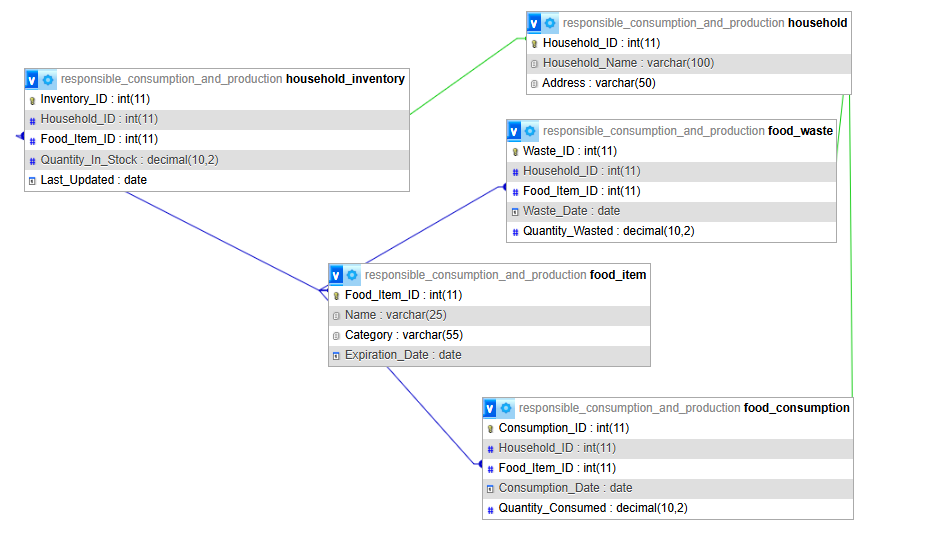 responsible_consumption_and_production household
Household_ID : int(11)
Household_Name : varchar(100)
Address : varchar(50)
responsible_consumption_and_production household_inventory
Inventory_ID : int(11)
Household_ID : int(11)
Food_Item_ID : int(11)
Quantity_In_Stock : decimal(10,2)
Last_Updated : date
responsible_consumption_and_production food_waste
Waste_ID : int(11)
Household_ID : int(11)
Food_Item_ID : int(11)
Waste_Date : date
Quantity_Wasted : decimal(10,2)
responsible_consumption_and_production food_item
Food_Item_ID : int(11)
Name : varchar(25)
Category : varchar(55)
Expiration_Date : date
responsible_consumption_and_production food_consumption
Consumption_ID : int(11)
Household_ID : int(11)
Food_Item_ID : int(11)
Consumption_Date : date
Quantity_Consumed : decimal(10,2)